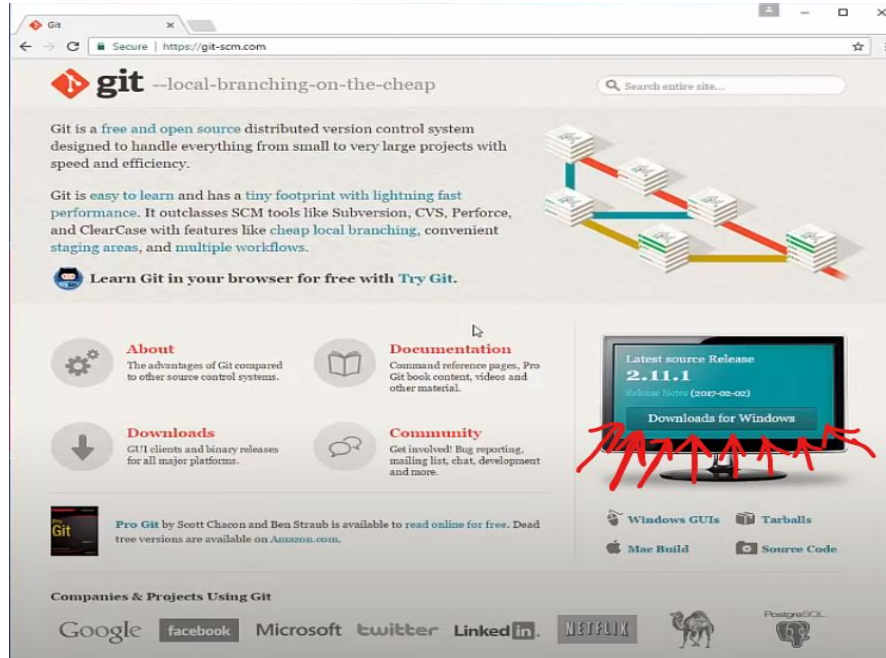 Git
Secure | https://git-scm.com
git --local-branching-on-the-cheap
Search entire site...
Git is a free and open source distributed version control system
designed to handle everything from small to very large projects with
speed and efficiency.
Git is easy to learn and has a tiny footprint with lightning fast
performance. It outclasses SCM tools like Subversion, CVS, Perforce,
and ClearCase with features like cheap local branching, convenient
staging areas, and multiple workflows.
Learn Git in your browser for free with Try Git.
About
The advantages of Git compared
to other source control systems.
Documentation
Command reference pages, Pro
Git book content, videos and
other material.
Downloads
GUI clients and binary releases
for all major platforms.
Community
Get involved! Bug reporting,
mailing list, chat, development
and more.
Latest source Release
2.11.1
Release Notes (2017-02-02)
Downloads for Windows
Pro
Git
Pro Git by Scott Chacon and Ben Straub is available to read online for free. Dead
tree versions are available on Amazon.com.
Windows GUIs
Tarballs
Mac Build
Source Code
Companies & Projects Using Git
Google
facebook
Microsoft
twitter
Linked in.
NETFLIX
PostgreSQL